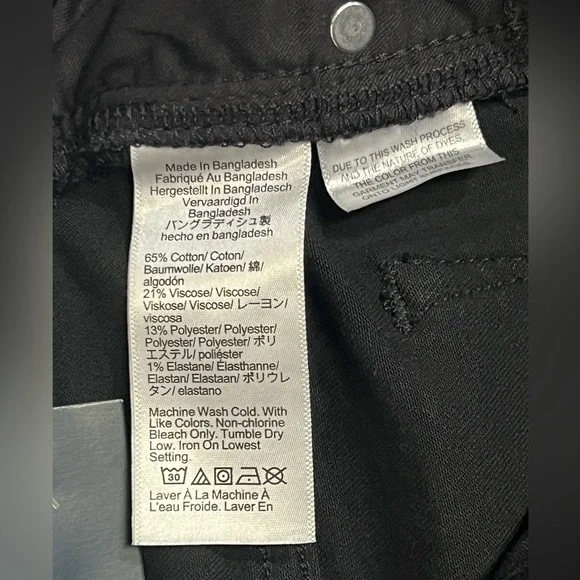 Made In Bangladesh
Fabriqué Au Bangladesh
Hergestellt In Bangladesch
Vervaardigd In
Bangladesh
バングラディシュ製
hecho en bangladesh
65% Cotton/ Coton/
Baumwolle/ Katoen/ 綿/
algodón
21% Viscose/ Viscose/
Viskose/ Viscose/ レーヨン/
viscosa
13% Polyester/ Polyester/
Polyester/ Polyester/ ポリ
エステル/ poliéster
1% Elastane/ Élasthanne/
Elastan/ Elastaan/ ポリウレ
タン/ elastano
Machine Wash Cold. With
Like Colors. Non-chlorine
Bleach Only. Tumble Dry
Low. Iron On Lowest
Setting.
30
Laver À La Machine À
L'eau Froide. Laver En
DUE TO THIS WASH PROCESS
AND THE NATURE OF DYES,
THE COLOR FROM THIS
GARMENT MAY TRANSFER
ONTO LIGHT SURFACES.